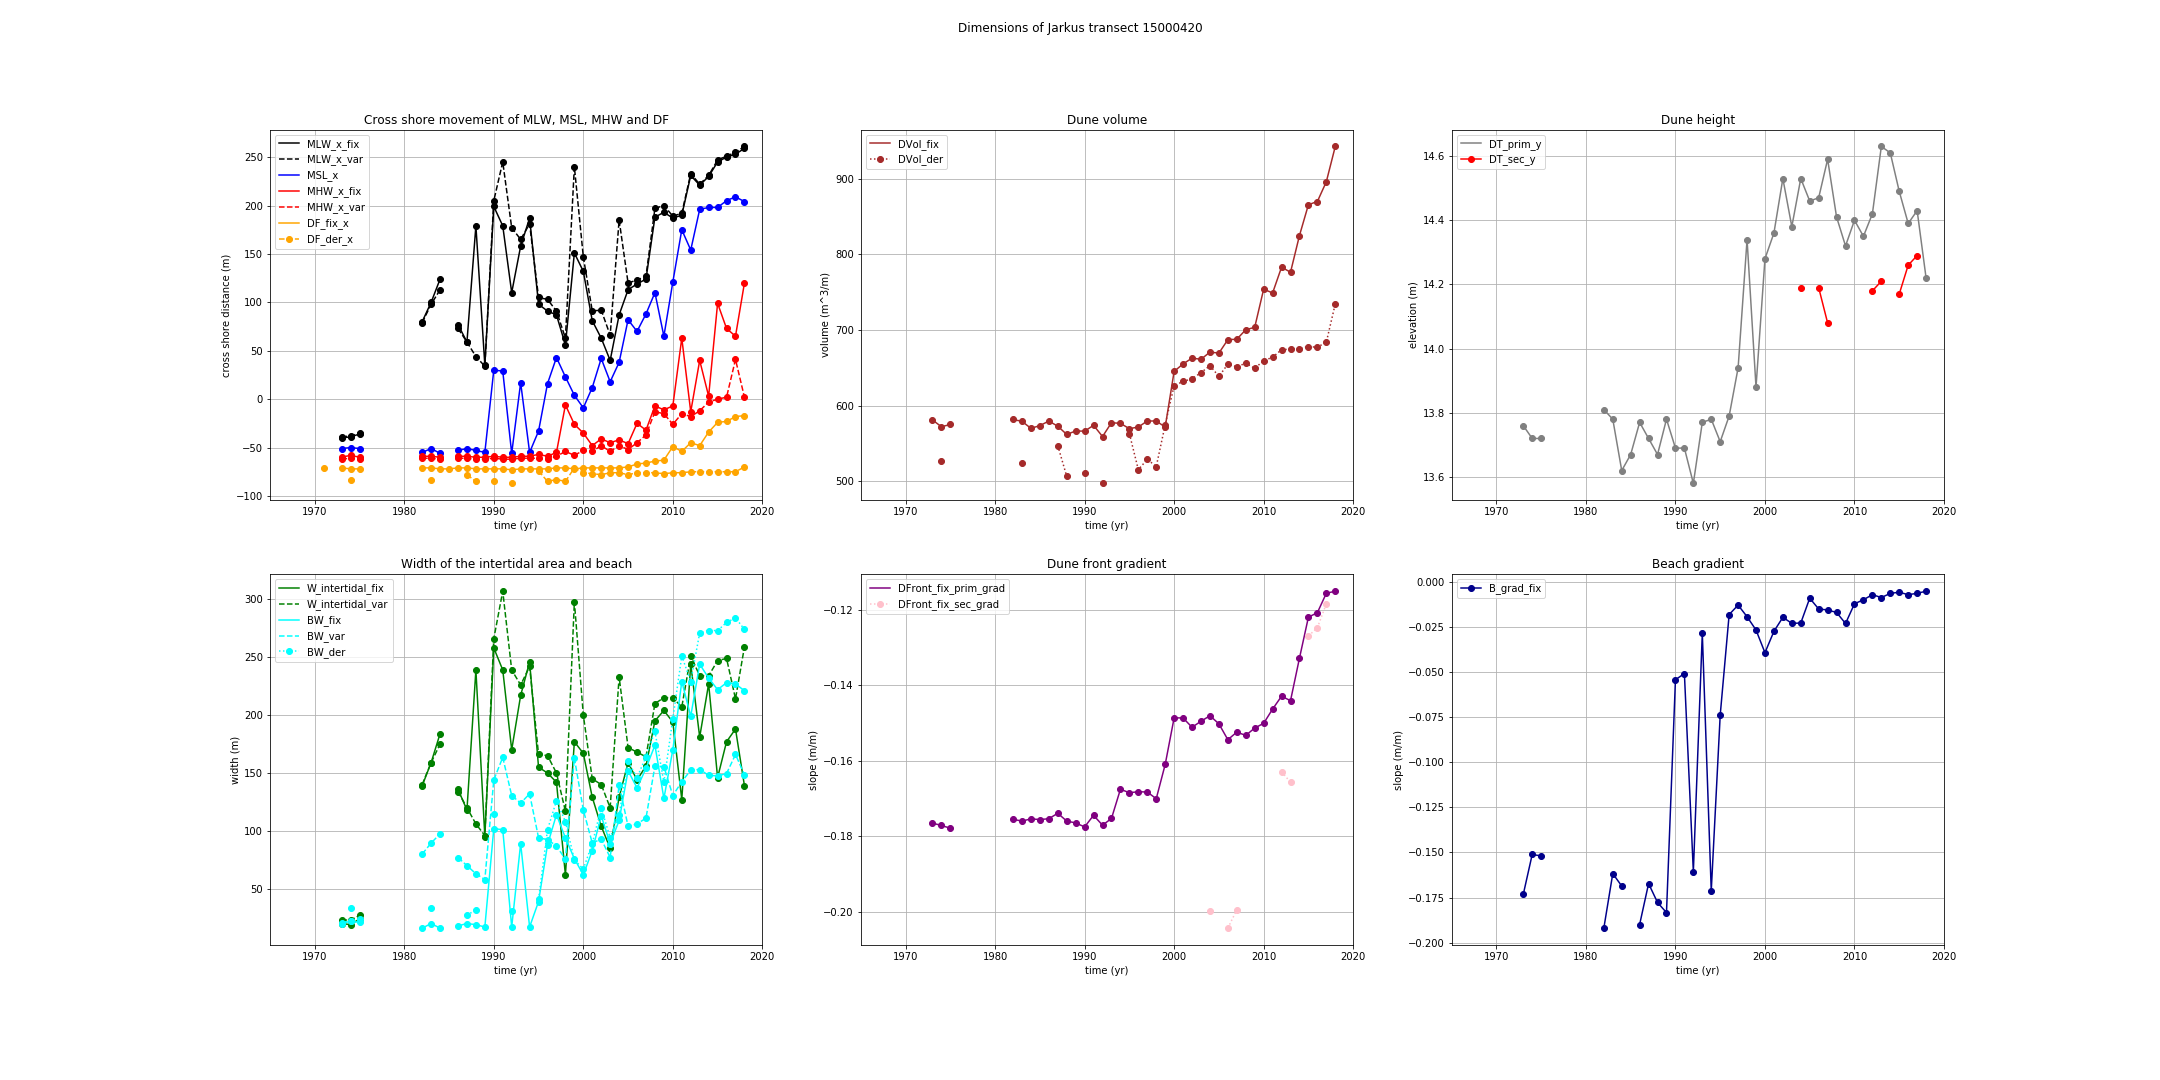 Dimensions of Jarkus transect 15000420
Cross shore movement of MLW, MSL, MHW and DF
MLW_x_fix
MLW_x_var
MSL_x
MHW_x_fix
MHW_x_var
DF_fix_x
DF_der_x
cross shore distance (m)
250
200
150
100
50
0
−50
−100
1970
1980
1990
2000
2010
2020
time (yr)
Dune volume
DVol_fix
DVol_der
volume (m^3/m)
900
800
700
600
500
1970
1980
1990
2000
2010
2020
time (yr)
Dune height
DT_prim_y
DT_sec_y
elevation (m)
14.6
14.4
14.2
14.0
13.8
13.6
1970
1980
1990
2000
2010
2020
time (yr)
Width of the intertidal area and beach
W_intertidal_fix
W_intertidal_var
BW_fix
BW_var
BW_der
width (m)
300
250
200
150
100
50
1970
1980
1990
2000
2010
2020
time (yr)
Dune front gradient
DFront_fix_prim_grad
DFront_fix_sec_grad
slope (m/m)
−0.12
−0.14
−0.16
−0.18
−0.20
1970
1980
1990
2000
2010
2020
time (yr)
Beach gradient
B_grad_fix
slope (m/m)
0.000
−0.025
−0.050
−0.075
−0.100
−0.125
−0.150
−0.175
−0.200
1970
1980
1990
2000
2010
2020
time (yr)